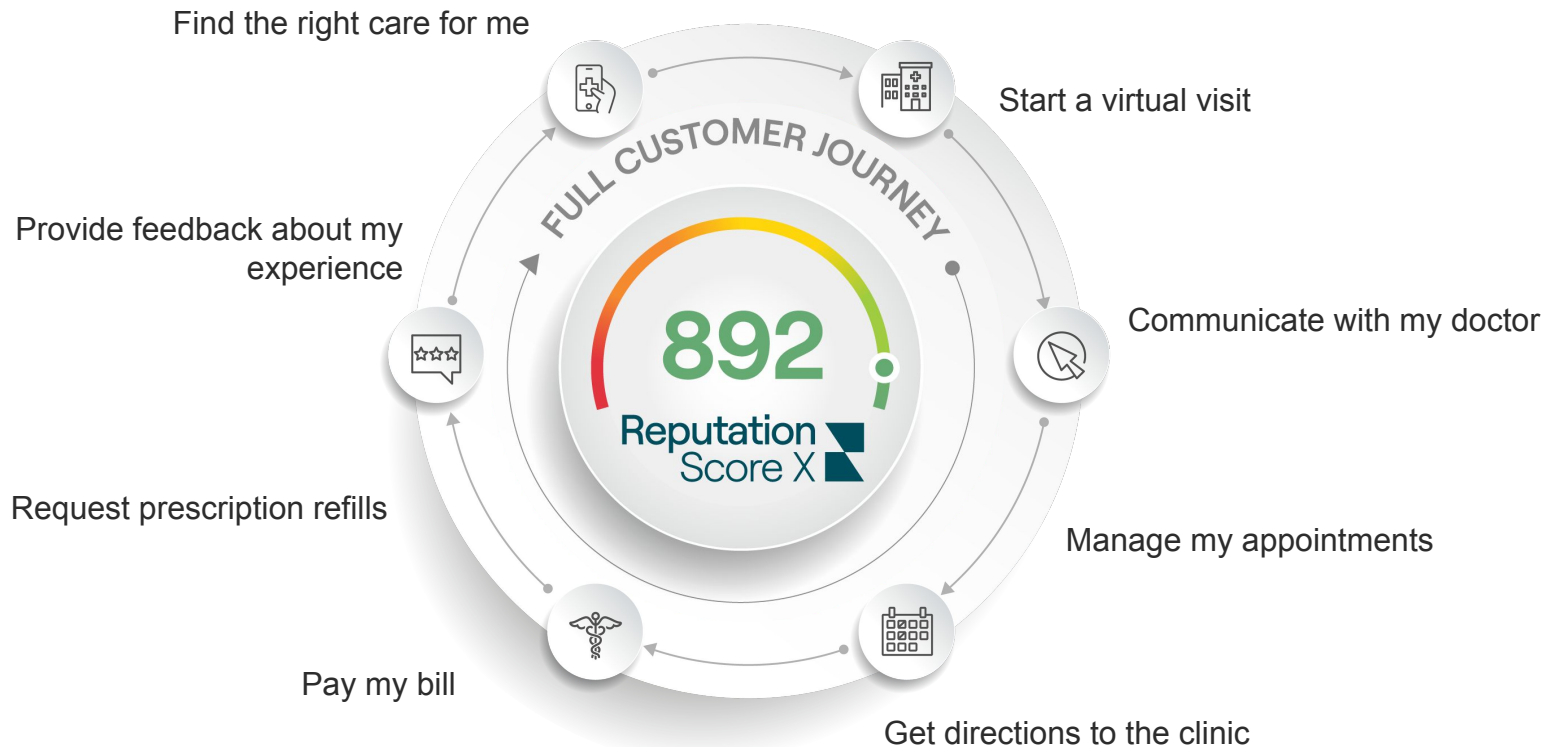 Find the right care for me
Start a virtual visit
FULL CUSTOMER JOURNEY
Provide feedback about my
experience
Communicate with my doctor
892
Reputation
Score X
Request prescription refills
Manage my appointments
Pay my bill
Get directions to the clinic